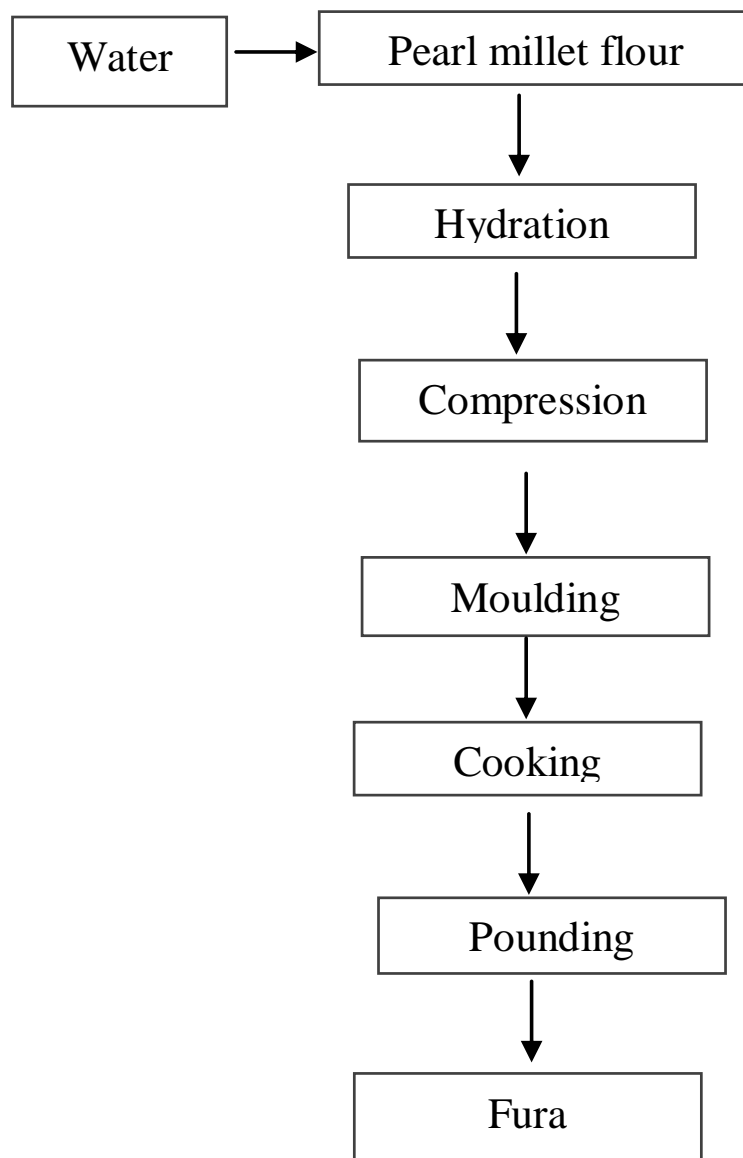 Water
Pearl millet flour
Hydration
Compression
Moulding
Cooking
Pounding
Fura